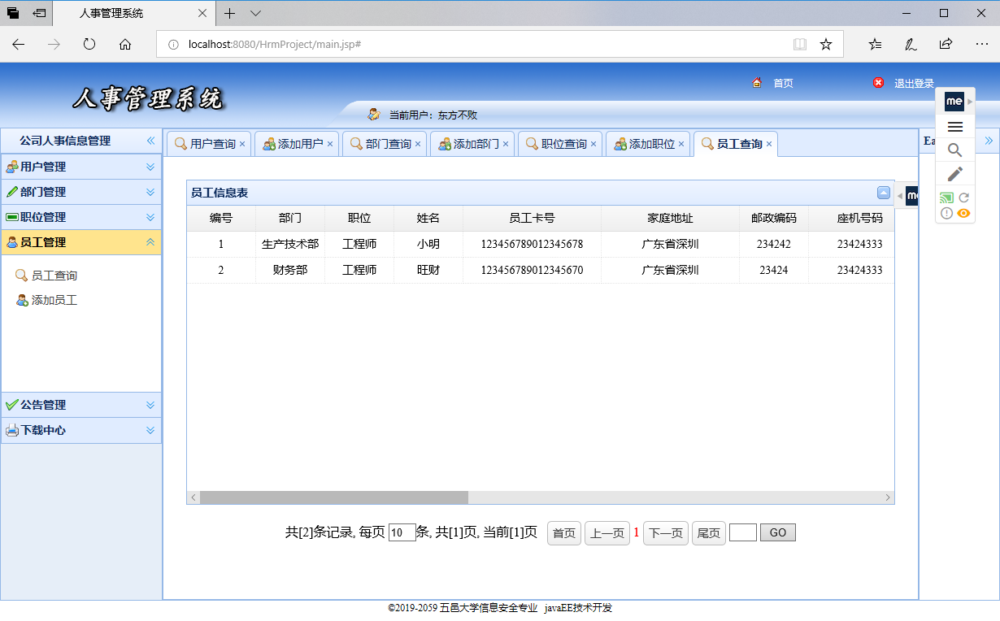 人事管理系统
localhost:8080/HrmProject/main.jsp#
人事管理系统
首页 退出登录
当前用户：东方不败
me
公司人事信息管理
用户管理
部门管理
职位管理
员工管理
员工查询
添加员工
公告管理
下载中心
用户查询 添加用户 部门查询 添加部门 职位查询 添加职位 员工查询
Ea
员工信息表
编号 部门 职位 姓名 员工卡号 家庭地址 邮政编码 座机号码
1 生产技术部 工程师 小明 123456789012345678 广东省深圳 234242 23424333
2 财务部 工程师 旺财 123456789012345670 广东省深圳 23424 23424333
共[2]条记录, 每页 10 条, 共[1]页, 当前[1]页 首页 上一页 1 下一页 尾页 GO
©2019-2059 五邑大学信息安全专业 javaEE技术开发